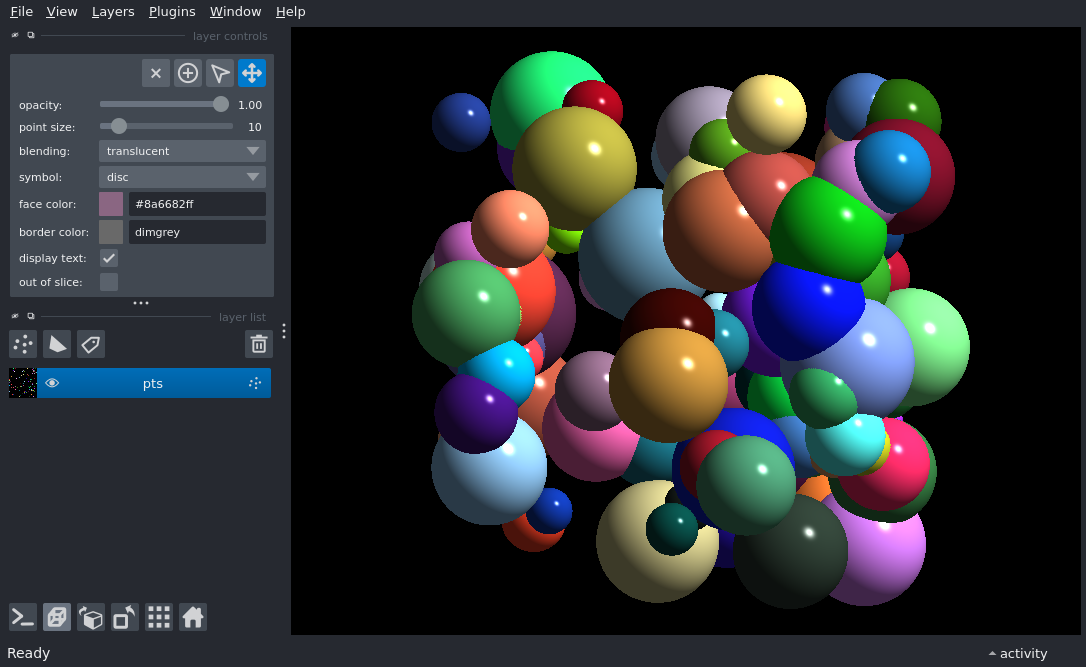 File View Layers Plugins Window Help
layer controls
opacity: 1.00
point size: 10
blending: translucent
symbol: disc
face color: #8a6682ff
border color: dimgrey
display text:
out of slice:
layer list
pts
Ready
activity